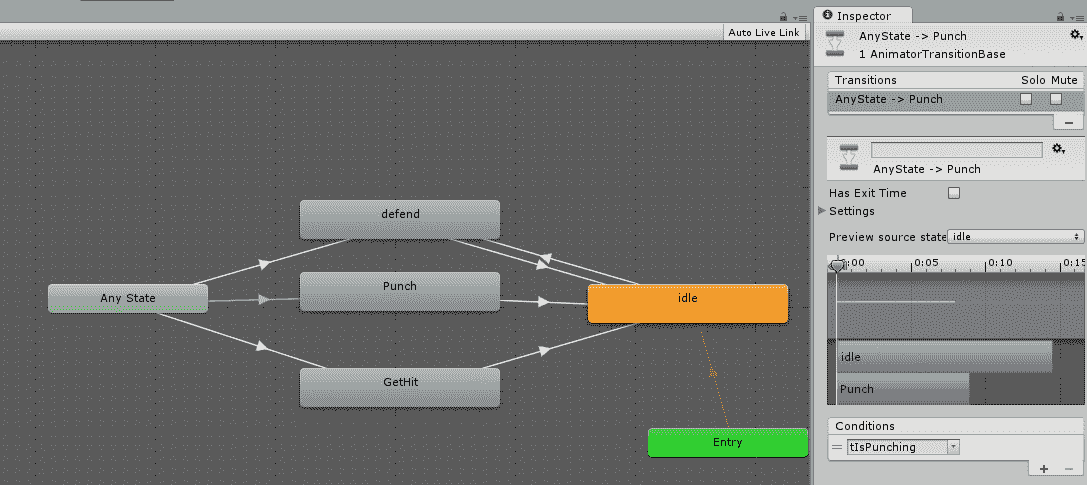 Auto Live Link
defend
Any State
Punch
idle
GetHit
Entry
Inspector
AnyState -> Punch
1 AnimatorTransitionBase
Transitions Solo Mute
AnyState -> Punch
AnyState -> Punch
Has Exit Time
Settings
Preview source state idle
0:00 0:05 0:10 0:15
idle
Punch
Conditions
tIsPunching